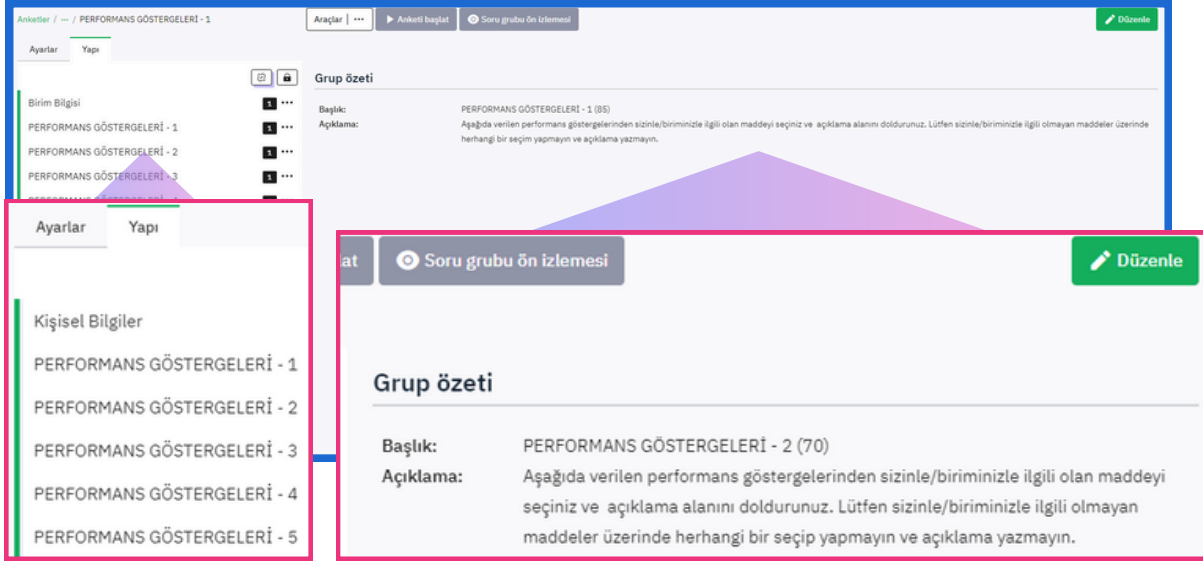 Anketler / ··· / PERFORMANS GÖSTERGELERİ - 1
Araçlar | ···
Anketi başlat
Soru grubu ön izlemesi
Düzenle
Ayarlar Yapı
Grup özeti
Birim Bilgisi 1 ···
PERFORMANS GÖSTERGELERİ - 1 1 ···
PERFORMANS GÖSTERGELERİ - 2 1 ···
PERFORMANS GÖSTERGELERİ - 3 1 ···
Başlık: PERFORMANS GÖSTERGELERİ - 1 (85)
Açıklama: Aşağıda verilen performans göstergelerinden sizinle/biriminizle ilgili olan maddeyi seçiniz ve açıklama alanını doldurunuz. Lütfen sizinle/biriminizle ilgili olmayan maddeler üzerinde
herhangi bir seçim yapmayın ve açıklama yazmayın.
Ayarlar Yapı
Kişisel Bilgiler
PERFORMANS GÖSTERGELERİ - 1
PERFORMANS GÖSTERGELERİ - 2
PERFORMANS GÖSTERGELERİ - 3
PERFORMANS GÖSTERGELERİ - 4
PERFORMANS GÖSTERGELERİ - 5
lat
Soru grubu ön izlemesi
Düzenle
Grup özeti
Başlık: PERFORMANS GÖSTERGELERİ - 2 (70)
Açıklama: Aşağıda verilen performans göstergelerinden sizinle/biriminizle ilgili olan maddeyi
seçiniz ve açıklama alanını doldurunuz. Lütfen sizinle/biriminizle ilgili olmayan
maddeler üzerinde herhangi bir seçip yapmayın ve açıklama yazmayın.